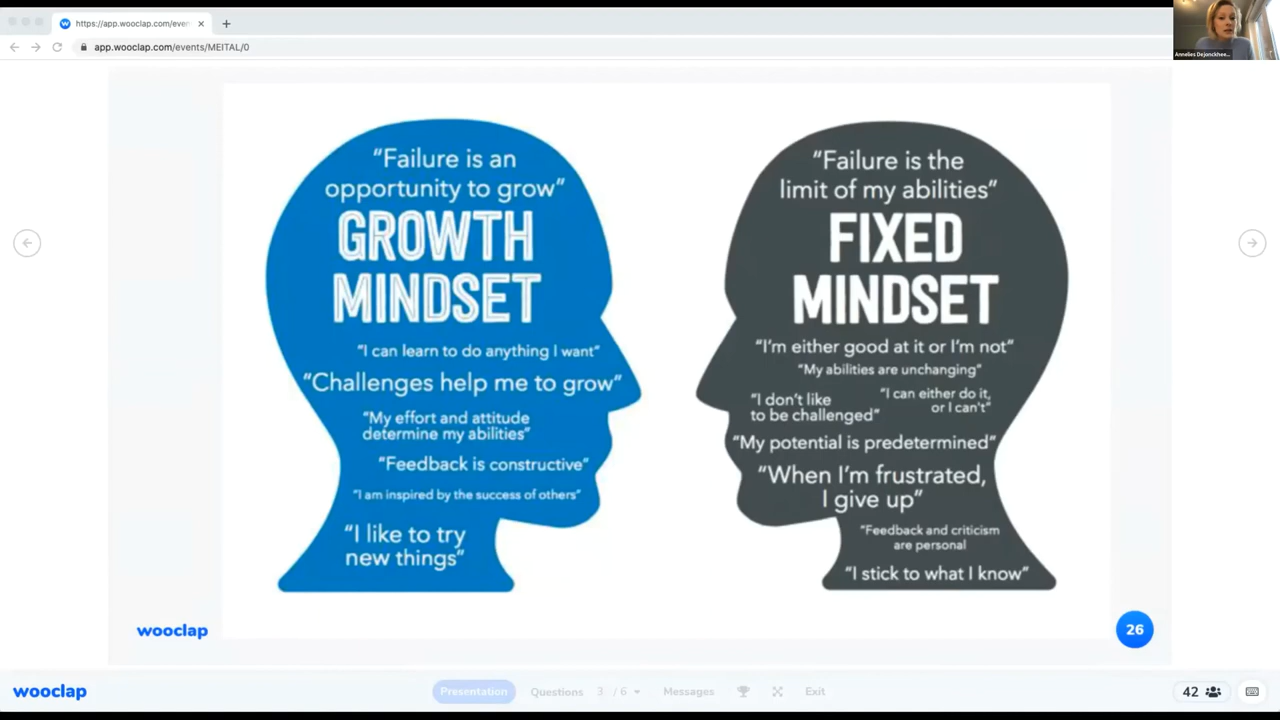 https://app.wooclap.com/even
app.wooclap.com/events/MEITAL/0
Annelies Dejonckhee...
“Failure is an
opportunity to grow”
GROWTH
MINDSET
“I can learn to do anything I want”
“Challenges help me to grow”
“My effort and attitude
determine my abilities”
“Feedback is constructive”
“I am inspired by the success of others”
“I like to try
new things”
“Failure is the
limit of my abilities”
FIXED
MINDSET
“I’m either good at it or I’m not”
“My abilities are unchanging”
“I don’t like
to be challenged”
“I can either do it,
or I can't”
“My potential is predetermined”
“When I’m frustrated,
I give up”
“Feedback and criticism
are personal
“I stick to what I know”
wooclap
26
wooclap
Presentation
Questions 3 / 6
Messages
Exit
42